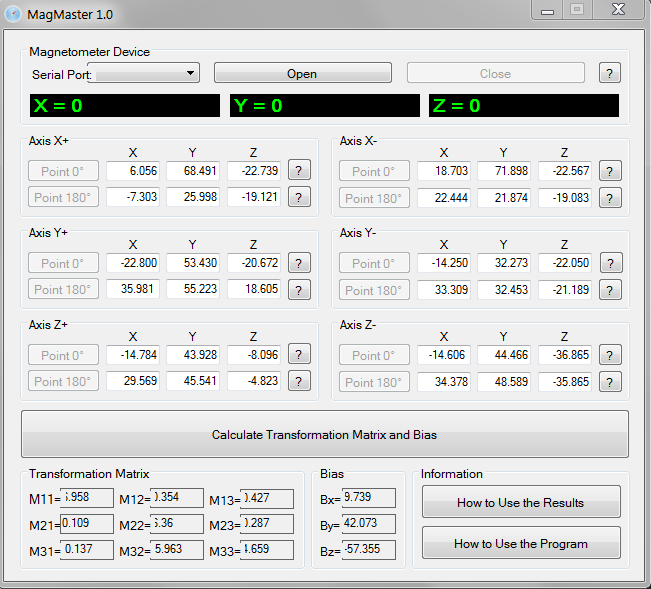 MagMaster 1.0
Magnetometer Device
Serial Port: Open Close ?
X = 0 Y = 0 Z = 0
Axis X+ Axis X-
X Y Z X Y Z
Point 0° 6.056 68.491 -22.739 ? Point 0° 18.703 71.898 -22.567 ?
Point 180° -7.303 25.998 -19.121 ? Point 180° 22.444 21.874 -19.083 ?
Axis Y+ Axis Y-
X Y Z X Y Z
Point 0° -22.800 53.430 -20.672 ? Point 0° -14.250 32.273 -22.050 ?
Point 180° 35.981 55.223 18.605 ? Point 180° 33.309 32.453 -21.189 ?
Axis Z+ Axis Z-
X Y Z X Y Z
Point 0° -14.784 43.928 -8.096 ? Point 0° -14.606 44.466 -36.865 ?
Point 180° 29.569 45.541 -4.823 ? Point 180° 34.378 48.589 -35.865 ?
Calculate Transformation Matrix and Bias
Transformation Matrix Bias Information
M11= .958 M12= .354 M13= .427 Bx= 9.739 How to Use the Results
M21= 0.109 M22= .36 M23= .287 By= 42.073
M31= 0.137 M32= 5.963 M33= .659 Bz= -57.355 How to Use the Program